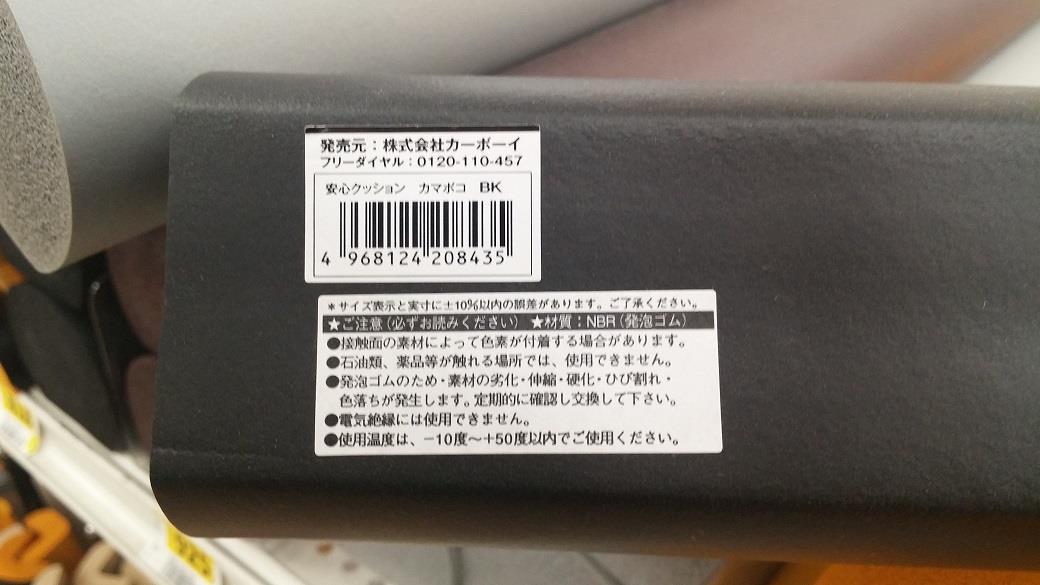 発売元：株式会社カーボーイ
フリーダイヤル：0120-110-457
安心クッション カマボコ BK
4 968124 208435
＊サイズ表示と実寸に±10%以内の誤差があります。ご了承ください。
★ご注意（必ずお読みください） ★材質：NBR（発泡ゴム）
●接触面の素材によって色素が付着する場合があります。
●石油類、薬品等が触れる場所では、使用できません。
●発泡ゴムのため・素材の劣化・伸縮・硬化・ひび割れ・
色落ちが発生します。定期的に確認し交換して下さい。
●電気絶縁には使用できません。
●使用温度は、−10度～+50度以内でご使用ください。